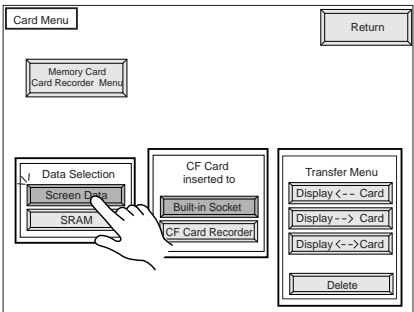 Card Menu
Return
Memory Card
Card Recorder Menu
Data Selection
Screen Data
SRAM
CF Card
inserted to
Built-in Socket
CF Card Recorder
Transfer Menu
Display <-- Card
Display --> Card
Display <-->Card
Delete